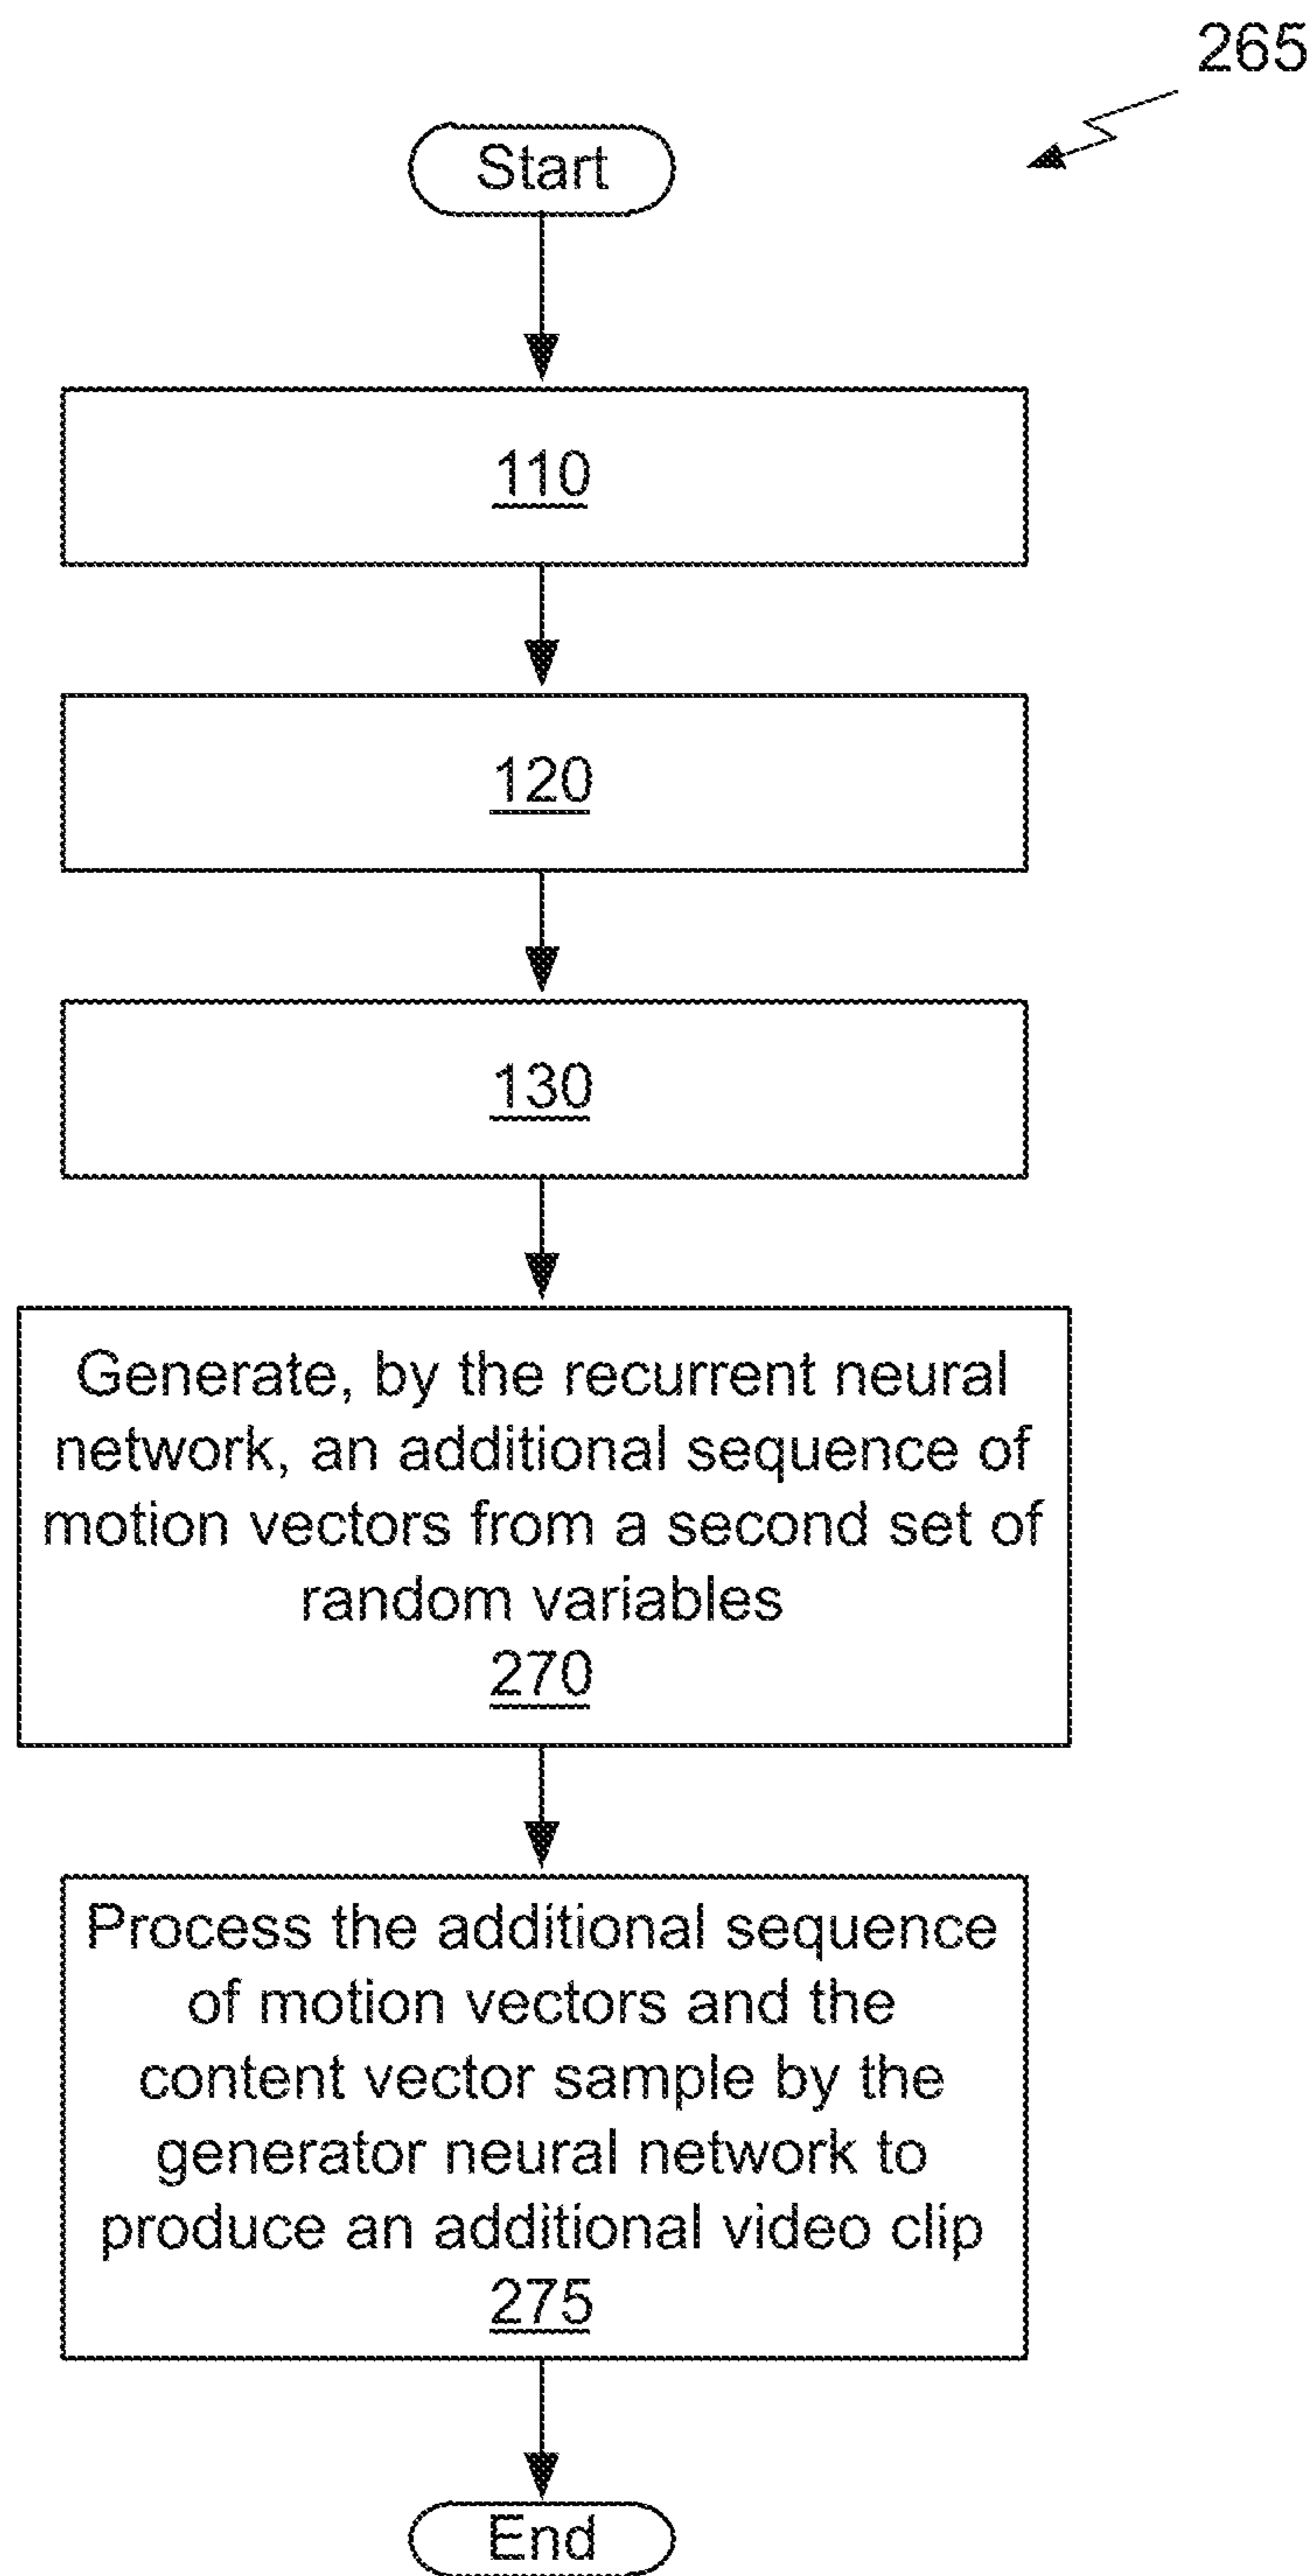 265
Start
110
120
130
Generate, by the recurrent neural
network, an additional sequence of
motion vectors from a second set of
random variables
270
Process the additional sequence
of motion vectors and the
content vector sample by the
generator neural network to
produce an additional video clip
275
End